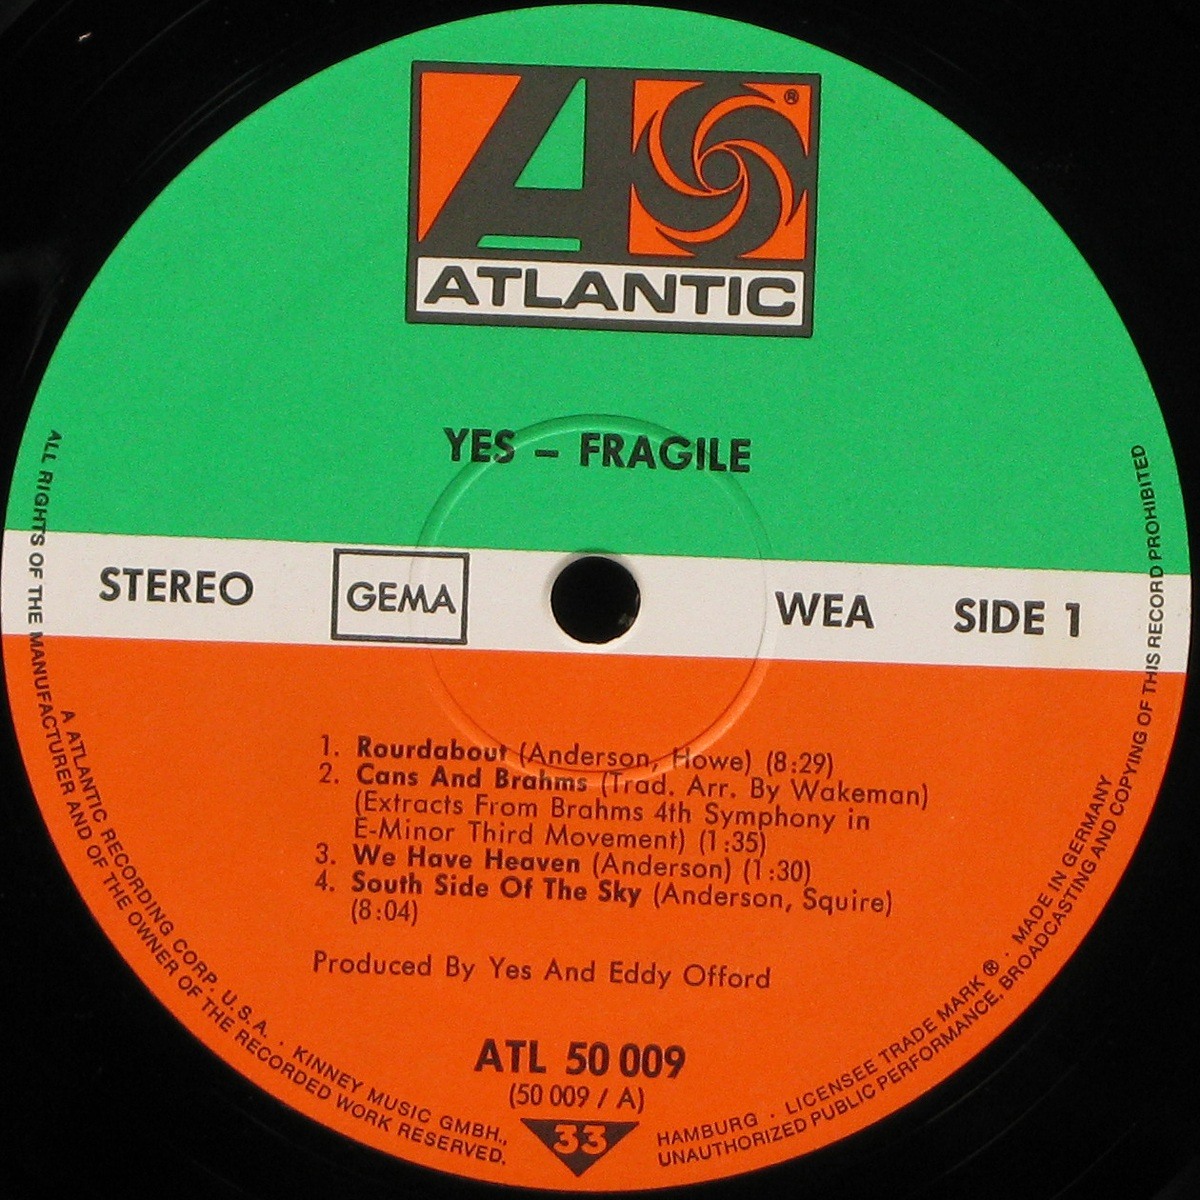 ®
ATLANTIC
YES – FRAGILE
STEREO GEMA WEA SIDE 1
1. Rourdabout (Anderson, Howe) (8:29)
2. Cans And Brahms (Trad. Arr. By Wakeman)
(Extracts From Brahms 4th Symphony in
E-Minor Third Movement) (1:35)
3. We Have Heaven (Anderson) (1:30)
4. South Side Of The Sky (Anderson, Squire)
(8:04)
Produced By Yes And Eddy Offord
ATL 50 009
(50 009 / A)
33
A ATLANTIC RECORDING CORP. U.S.A. · KINNEY MUSIC GMBH., HAMBURG · LICENSEE TRADE MARK ® · MADE IN GERMANY
ALL RIGHTS OF THE MANUFACTURER AND OF THE OWNER OF THE RECORDED WORK RESERVED. UNAUTHORIZED PUBLIC PERFORMANCE, BROADCASTING AND COPYING OF THIS RECORD PROHIBITED